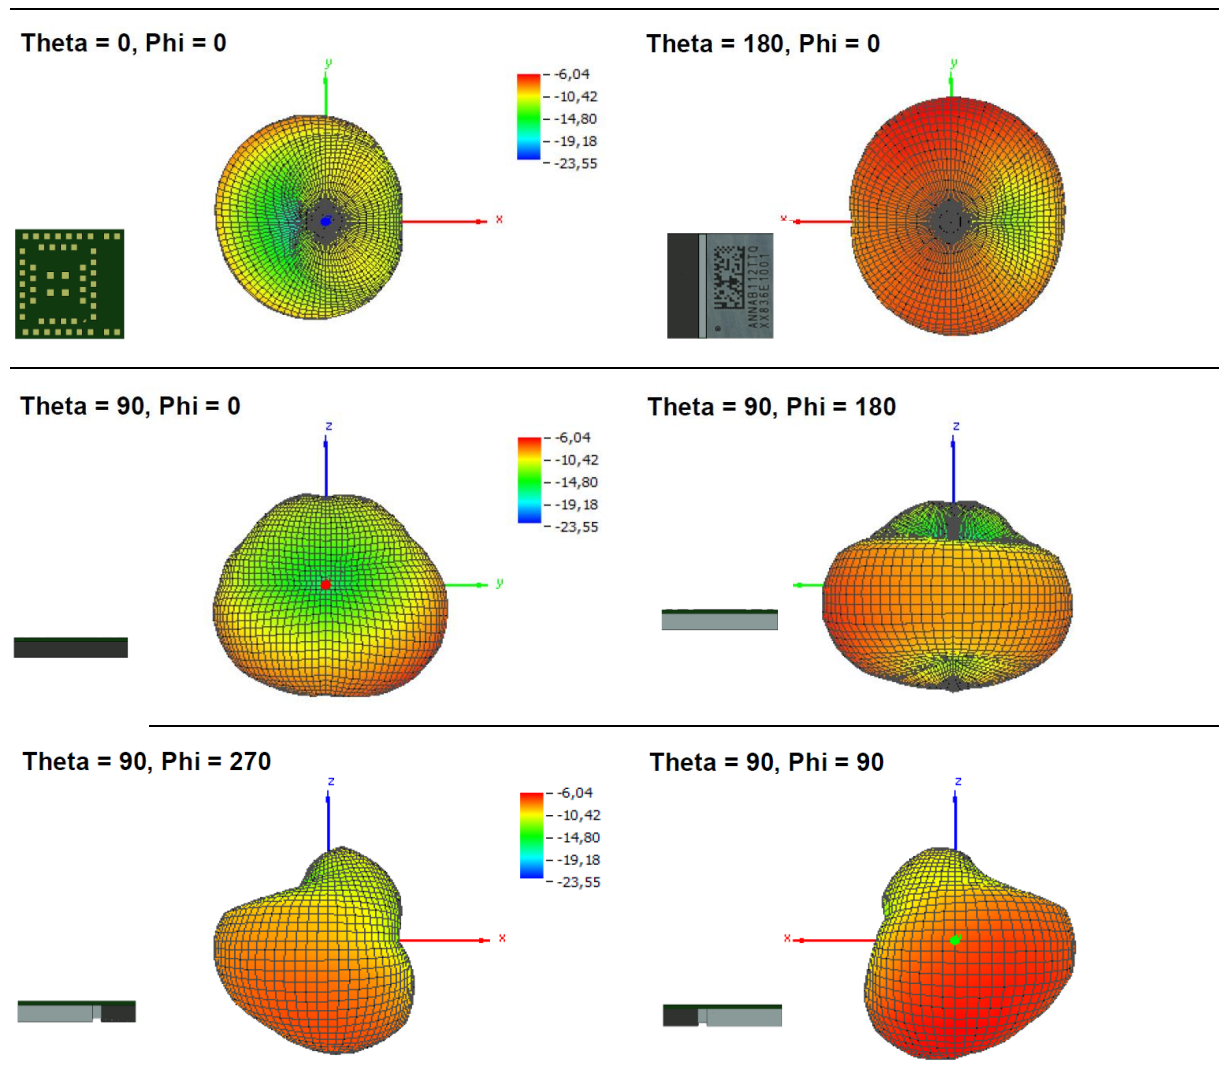 Theta = 0, Phi = 0
Theta = 180, Phi = 0
y
-6,04
-10,42
-14,80
-19,18
-23,55
x
y
x
ANNAB112TTQ
XX836E1001
Theta = 90, Phi = 0
Theta = 90, Phi = 180
z
-6,04
-10,42
-14,80
-19,18
-23,55
y
z
Theta = 90, Phi = 270
Theta = 90, Phi = 90
z
-6,04
-10,42
-14,80
-19,18
-23,55
x
z
x